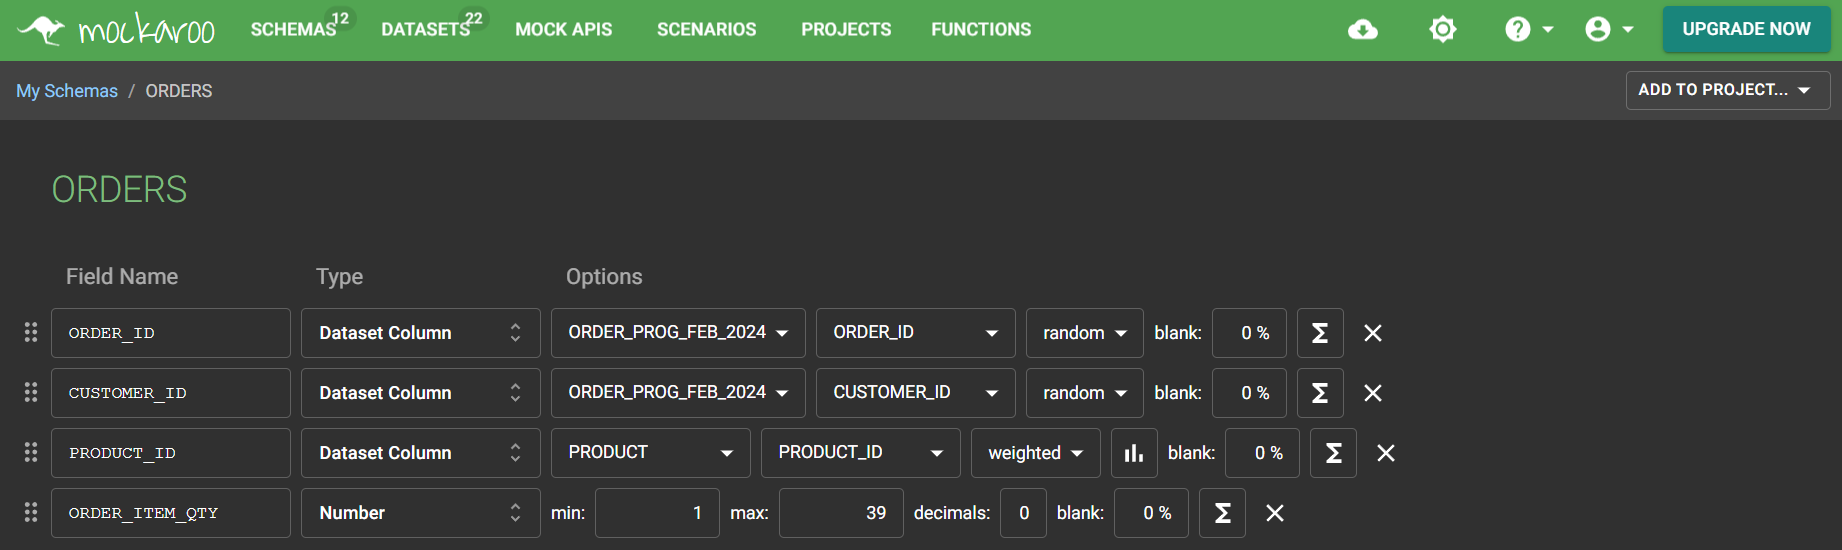 mockaroo SCHEMAS 12 DATASETS 22 MOCK APIS SCENARIOS PROJECTS FUNCTIONS UPGRADE NOW
My Schemas / ORDERS ADD TO PROJECT...
ORDERS
Field Name Type Options
ORDER_ID Dataset Column ORDER_PROG_FEB_2024 ORDER_ID random blank: 0 % Σ
CUSTOMER_ID Dataset Column ORDER_PROG_FEB_2024 CUSTOMER_ID random blank: 0 % Σ
PRODUCT_ID Dataset Column PRODUCT PRODUCT_ID weighted blank: 0 % Σ
ORDER_ITEM_QTY Number min: 1 max: 39 decimals: 0 blank: 0 % Σ